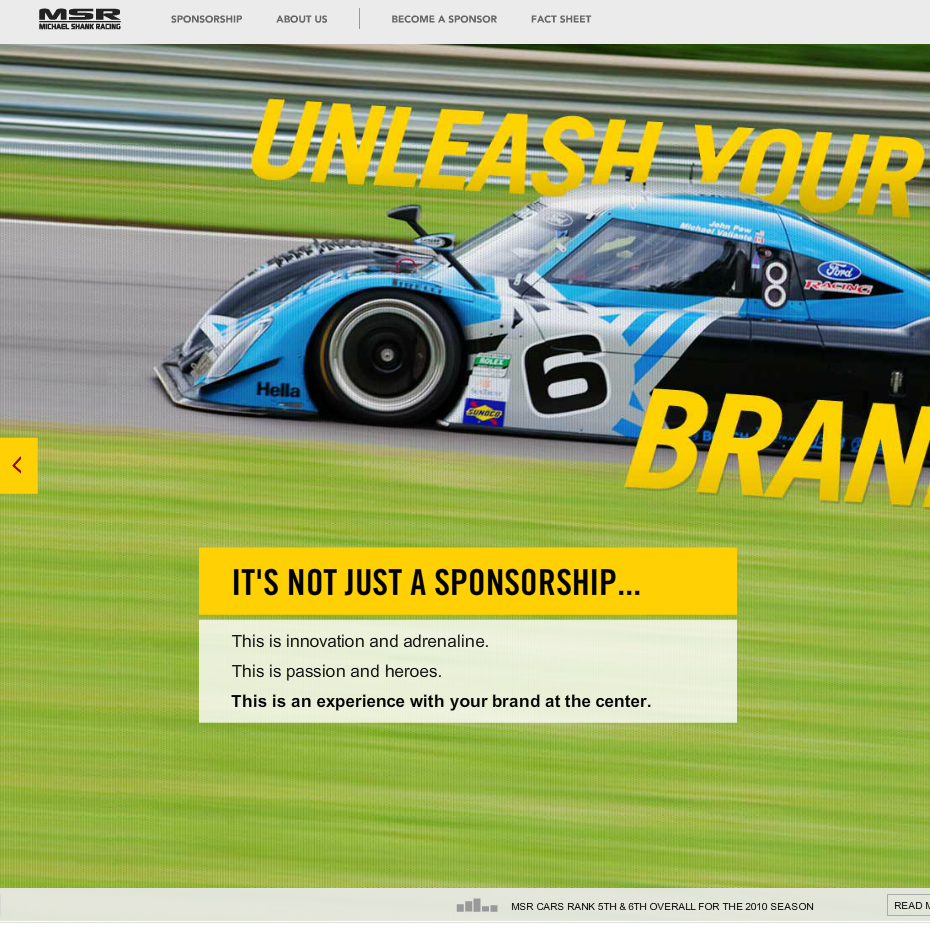 MSR
MICHAEL SHANK RACING
SPONSORSHIP
ABOUT US
BECOME A SPONSOR
FACT SHEET
UNLEASH YOUR
John Pew
Michael Valiante
Ford
Ford
RACING
8
PIRELLI
ROLEX
6
Hella
SUNOCO
BRAN
IT'S NOT JUST A SPONSORSHIP...
This is innovation and adrenaline.
This is passion and heroes.
This is an experience with your brand at the center.
MSR CARS RANK 5TH & 6TH OVERALL FOR THE 2010 SEASON
READ